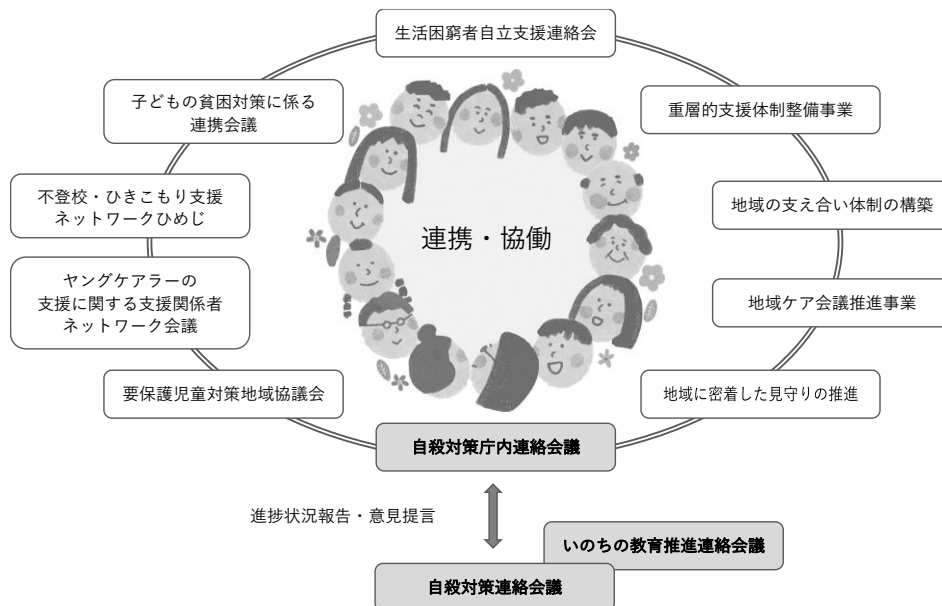 生活困窮者自立支援連絡会
子どもの貧困対策に係る
連携会議
重層的支援体制整備事業
不登校・ひきこもり支援
ネットワークひめじ
地域の支え合い体制の構築
連携・協働
ヤングケアラーの
支援に関する支援関係者
ネットワーク会議
地域ケア会議推進事業
要保護児童対策地域協議会
地域に密着した見守りの推進
自殺対策庁内連絡会議
進捗状況報告・意見提言
いのちの教育推進連絡会議
自殺対策連絡会議